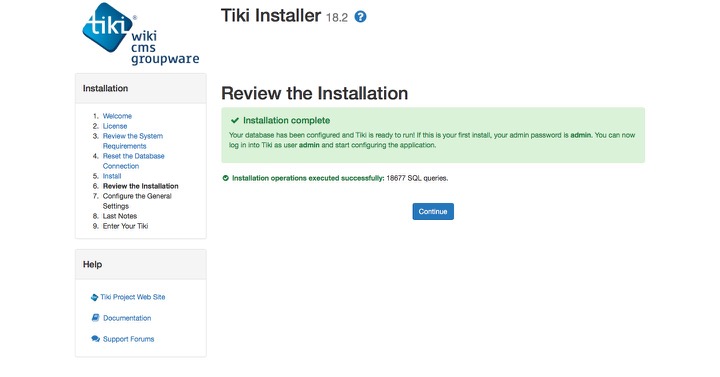 tiki®
wiki
cms
groupware
Tiki Installer 18.2
Installation
1. Welcome
2. License
3. Review the System
Requirements
4. Reset the Database
Connection
5. Install
6. Review the Installation
7. Configure the General
Settings
8. Last Notes
9. Enter Your Tiki
Help
Tiki Project Web Site
Documentation
Support Forums
Review the Installation
Installation complete
Your database has been configured and Tiki is ready to run! If this is your first install, your admin password is admin. You can now
log in into Tiki as user admin and start configuring the application.
Installation operations executed successfully: 18677 SQL queries.
Continue